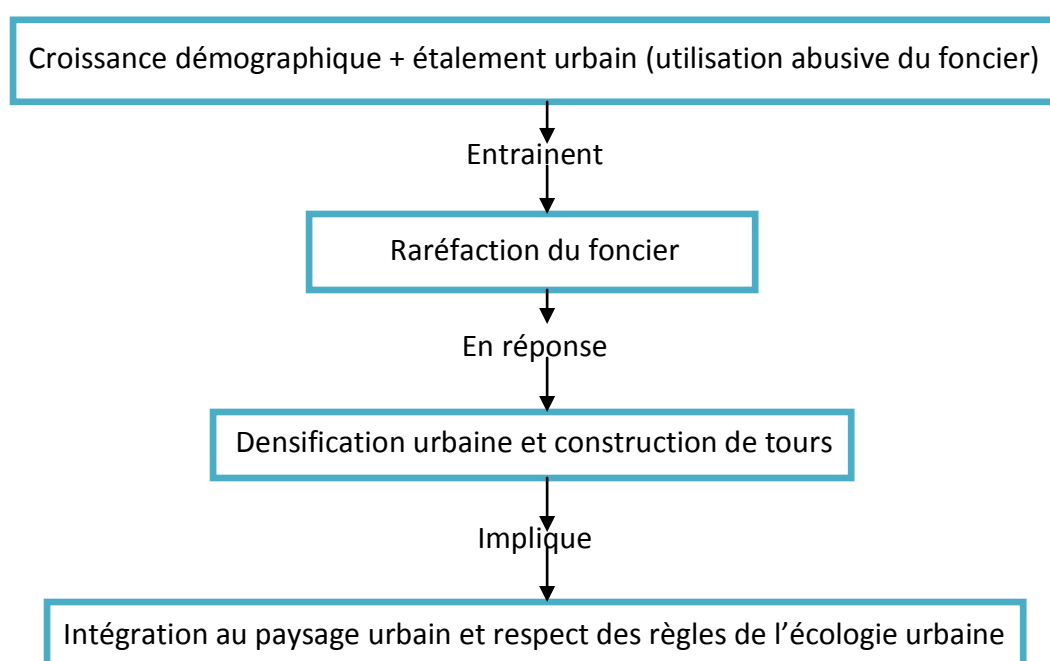 Croissance démographique + étalement urbain (utilisation abusive du foncier)
Entrainent
Raréfaction du foncier
En réponse
Densification urbaine et construction de tours
Implique
Intégration au paysage urbain et respect des règles de l’écologie urbaine